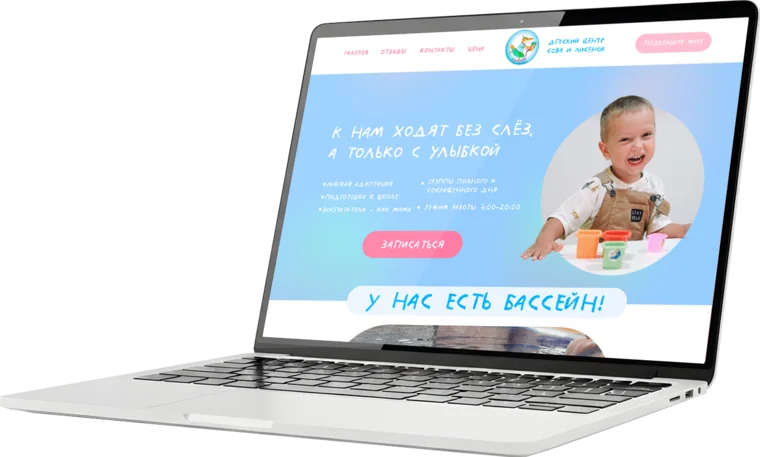 ГАЛЕРЕЯ ОТЗЫВЫ КОНТАКТЫ ЦЕНЫ
ДЕТСКИЙ ЦЕНТР
СОВА И ЛИСЕНОК
ПОЗВОНИТЕ МНЕ
К НАМ ХОДЯТ БЕЗ СЛЁЗ,
А ТОЛЬКО С УЛЫБКОЙ
• МЯГКАЯ АДАПТАЦИЯ
• ПОДГОТОВКА К ШКОЛЕ
• ВОСПИТАТЕЛИ - КАК МАМЫ
• ГРУППЫ ПОЛНОГО И
СОКРАЩЕННОГО ДНЯ
• РЕЖИМ РАБОТЫ 7:00-20:00
ЗАПИСАТЬСЯ
У НАС ЕСТЬ БАССЕЙН!